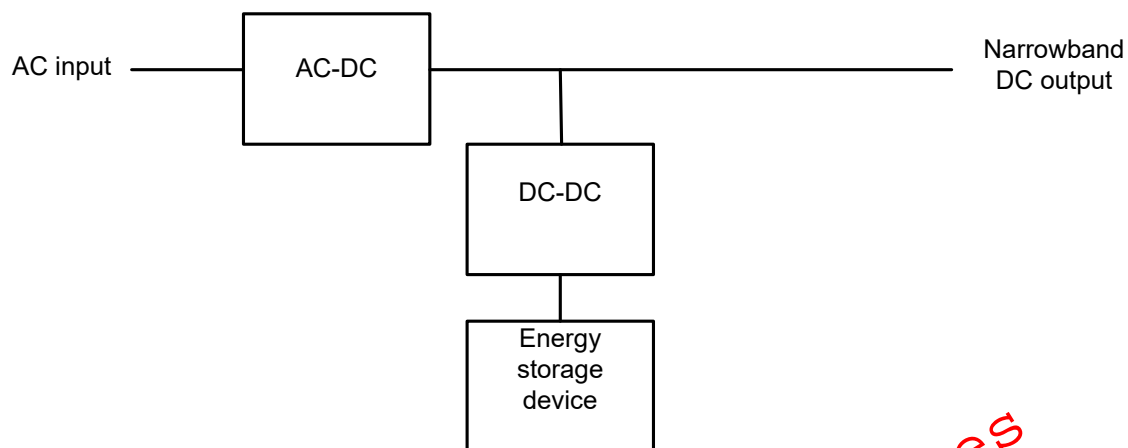 AC input
AC-DC
Narrowband
DC output
DC-DC
Energy
storage
device